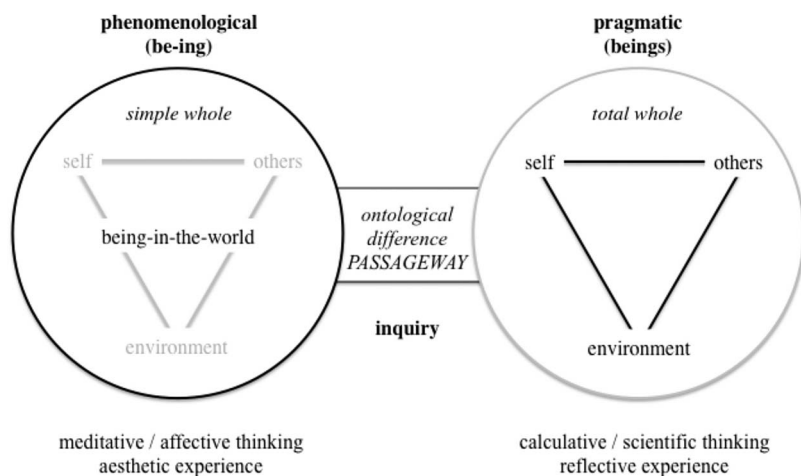 phenomenological
(be-ing)
simple whole
self
others
being-in-the-world
environment
meditative / affective thinking
aesthetic experience
ontological
difference
PASSAGEWAY
inquiry
pragmatic
(beings)
total whole
self
others
environment
calculative / scientific thinking
reflective experience